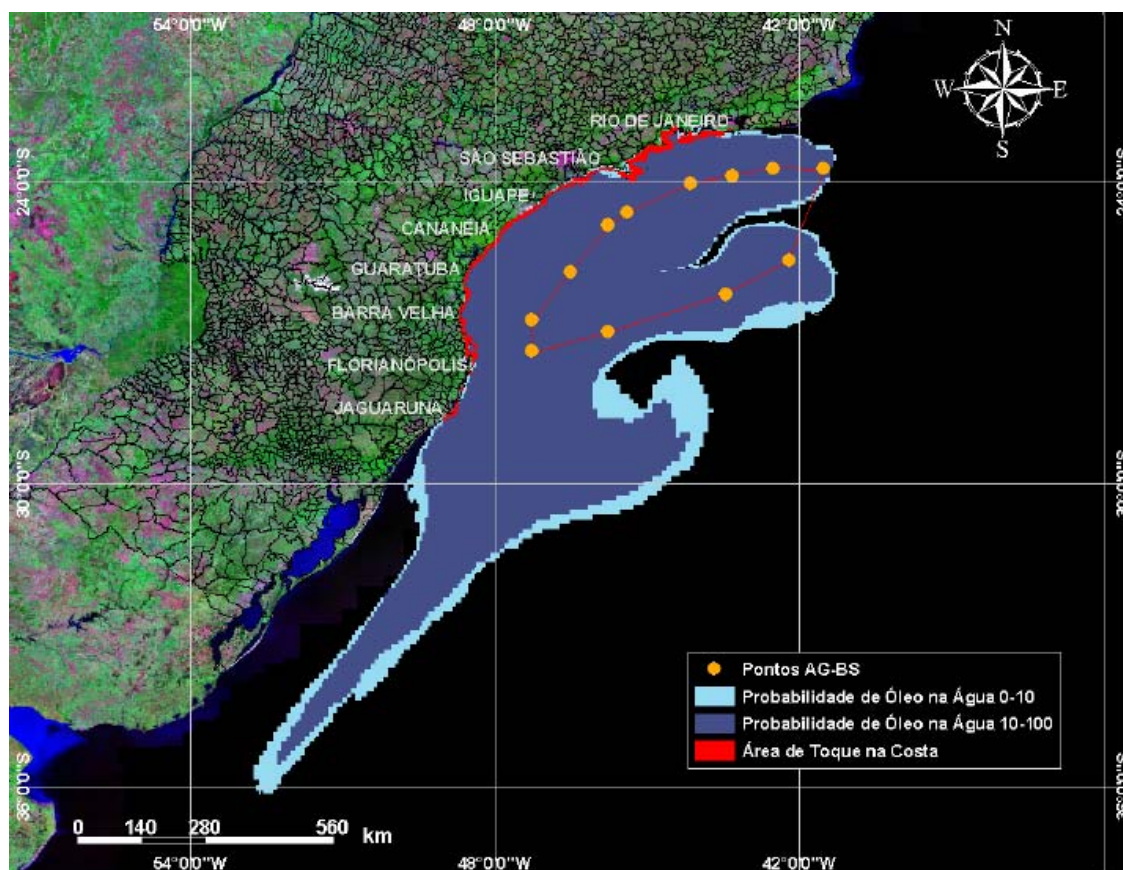 54°0'0"W
48°0'0"W
42°0'0"W
N
W
E
S
RIO DE JANEIRO
SÃO SEBASTIÃO
24°0'0"S
IGUAPE
CANANEIA
GUARATUBA
BARRA VELHA
FLORIANÓPOLIS
JAGUARUNA
30°0'0"S
Pontos AG-BS
Probabilidade de Óleo na Água 0-10
Probabilidade de Óleo na Água 10-100
Área de Toque na Costa
36°0'0"S
0 140 280 560
km
54°0'0"W
48°0'0"W
42°0'0"W